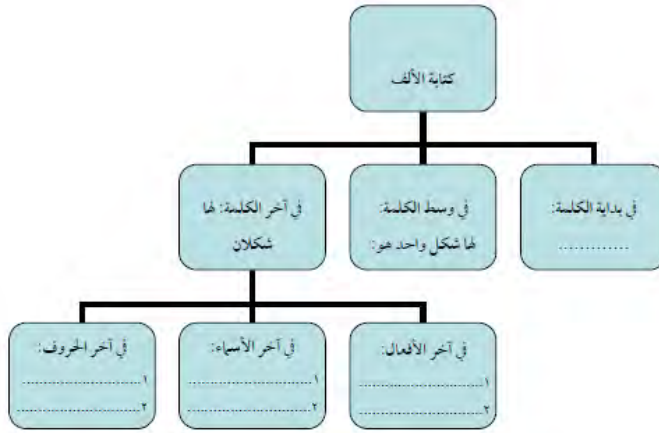 كتابة الألف
في بداية الكلمة:
.............
في وسط الكلمة:
لها شكل واحد هو:
في آخر الكلمة: لها
شكلان
في آخر الأفعال:
١.........................
٢.........................
في آخر الأسماء:
١.........................
٢.........................
في آخر الحروف:
١.........................
٢.........................